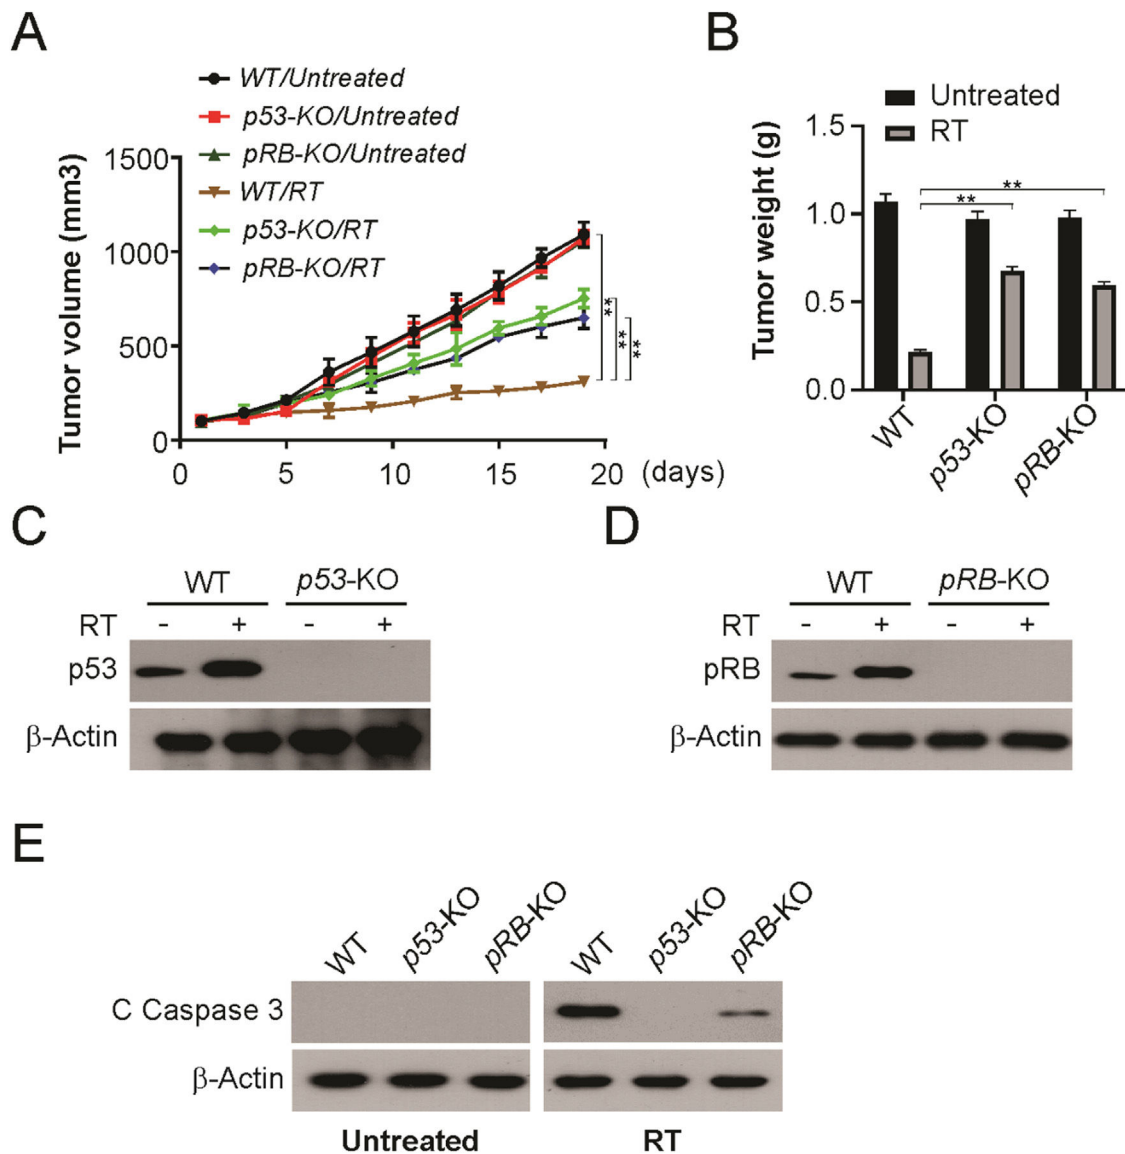 A
WT/Untreated
p53-KO/Untreated
pRB-KO/Untreated
WT/RT
p53-KO/RT
pRB-KO/RT
Tumor volume (mm3)
1500
1000
500
0
0 5 10 15 20 (days)
**
**
**
B
Untreated
RT
Tumor weight (g)
1.5
1.0
0.5
0.0
**
**
WT p53-KO pRB-KO
C
WT p53-KO
RT - + - +
p53
β-Actin
D
WT pRB-KO
RT - + - +
pRB
β-Actin
E
WT p53-KO pRB-KO WT p53-KO pRB-KO
C Caspase 3
β-Actin
Untreated RT